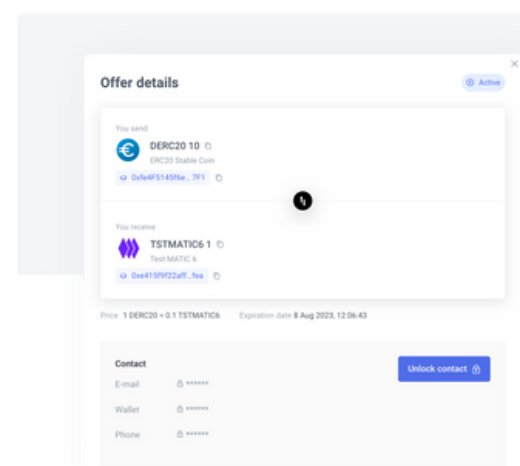 Offer details
Active
You send
DERC20 10
ERC20 Stable Coin
0xfe4F5145f6e... 7F1
You receive
TSTMATIC6 1
Test MATIC 6
0xe415f9f22aff...fea
Price 1 DERC20 = 0.1 TSTMATIC6 Expiration date 8 Aug 2023, 12:06:43
Contact
Unlock contact
E-mail ******
Wallet ******
Phone ******